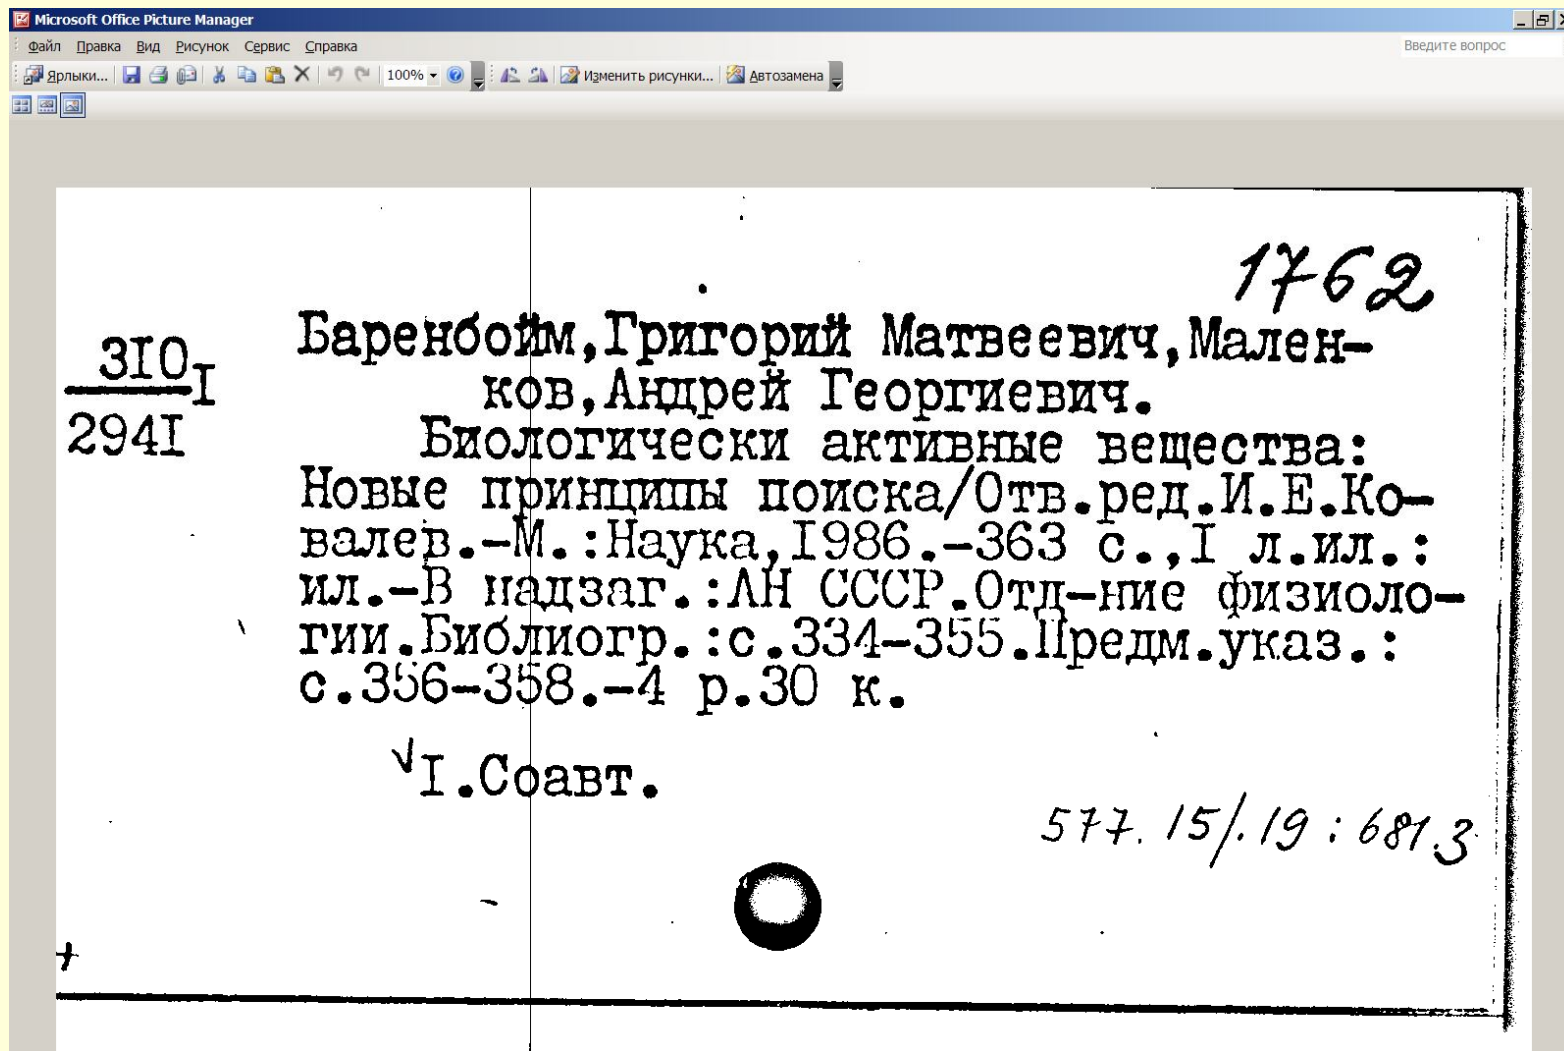 Microsoft Office Picture Manager
Файл Правка Вид Рисунок Сервис Справка
Введите вопрос
Ярлыки... 100% Изменить рисунки... Автозамена
1762
3I0 I
294I
Баренбойм,Григорий Матвеевич,Мален-
ков,Андрей Георгиевич.
Биологически активные вещества:
Новые принципы поиска/Отв.ред.И.Е.Ко-
валев.-М.:Наука,I986.-363 с.,I л.ил.:
ил.-В надзаг.:АН СССР.Отд-ние физиоло-
гии.Библиогр.:с.334-355.Предм.указ.:
с.356-358.-4 р.30 к.
√I.Соавт.
577.15/.19:681.3
+